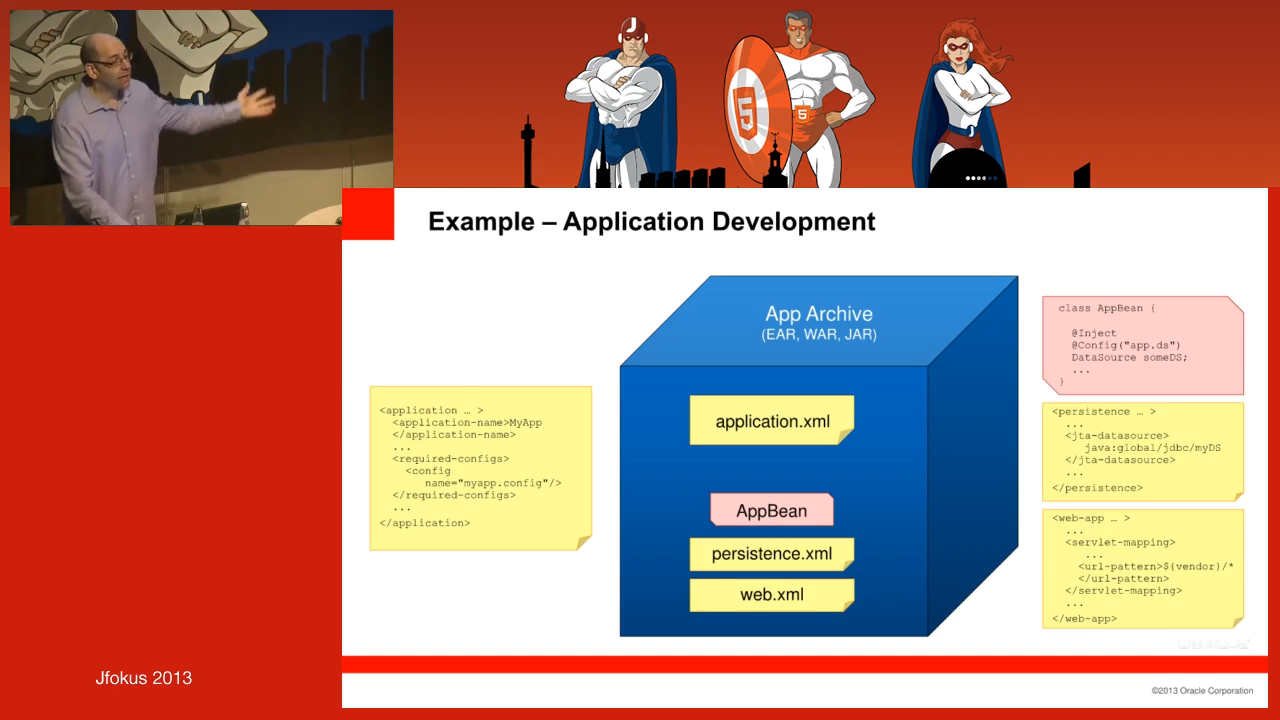 J
5
5
Example – Application Development
App Archive
(EAR, WAR, JAR)
application.xml
AppBean
persistence.xml
web.xml
<application … >
<application-name>MyApp
</application-name>
...
<required-configs>
<config
name="myapp.config"/>
</required-configs>
...
</application>
class AppBean {
@Inject
@Config("app.ds")
DataSource someDS;
...
}
<persistence … >
...
<jta-datasource>
java:global/jdbc/myDS
</jta-datasource>
...
</persistence>
<web-app … >
...
<servlet-mapping>
...
<url-pattern>${vendor}/*
</url-pattern>
</servlet-mapping>
...
</web-app>
Jfokus 2013
©2013 Oracle Corporation